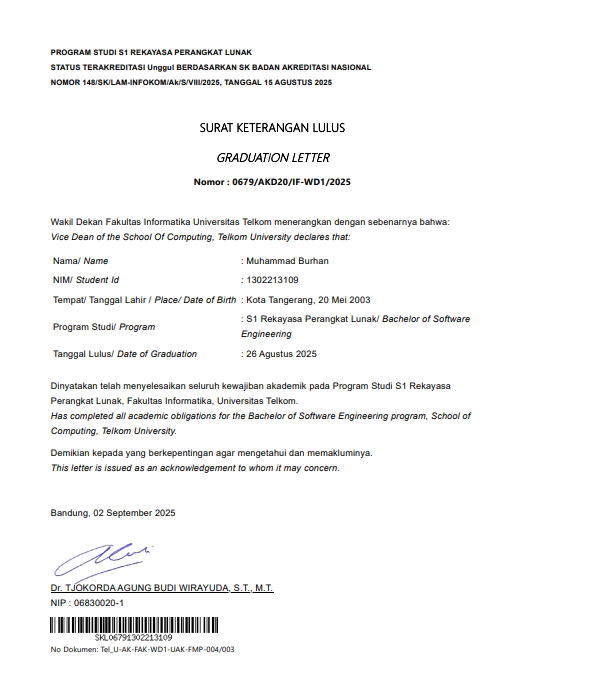 PROGRAM STUDI S1 REKAYASA PERANGKAT LUNAK
STATUS TERAKREDITASI Unggul BERDASARKAN SK BADAN AKREDITASI NASIONAL
NOMOR 148/SK/LAM-INFOKOM/Ak/S/VIII/2025, TANGGAL 15 AGUSTUS 2025
SURAT KETERANGAN LULUS
GRADUATION LETTER
Nomor : 0679/AKD20/IF-WD1/2025
Wakil Dekan Fakultas Informatika Universitas Telkom menerangkan dengan sebenarnya bahwa:
Vice Dean of the School Of Computing, Telkom University declares that:
Nama/ Name : Muhammad Burhan
NIM/ Student Id : 1302213109
Tempat/ Tanggal Lahir / Place/ Date of Birth : Kota Tangerang, 20 Mei 2003
Program Studi/ Program : S1 Rekayasa Perangkat Lunak/ Bachelor of Software
Engineering
Tanggal Lulus/ Date of Graduation : 26 Agustus 2025
Dinyatakan telah menyelesaikan seluruh kewajiban akademik pada Program Studi S1 Rekayasa
Perangkat Lunak, Fakultas Informatika, Universitas Telkom.
Has completed all academic obligations for the Bachelor of Software Engineering program, School of
Computing, Telkom University.
Demikian kepada yang berkepentingan agar mengetahui dan memakluminya.
This letter is issued as an acknowledgement to whom it may concern.
Bandung, 02 September 2025
Dr. TJOKORDA AGUNG BUDI WIRAYUDA, S.T., M.T.
NIP : 06830020-1
SKL06791302213109
No Dokumen: Tel_U-AK-FAK-WD1-UAK-FMP-004/003